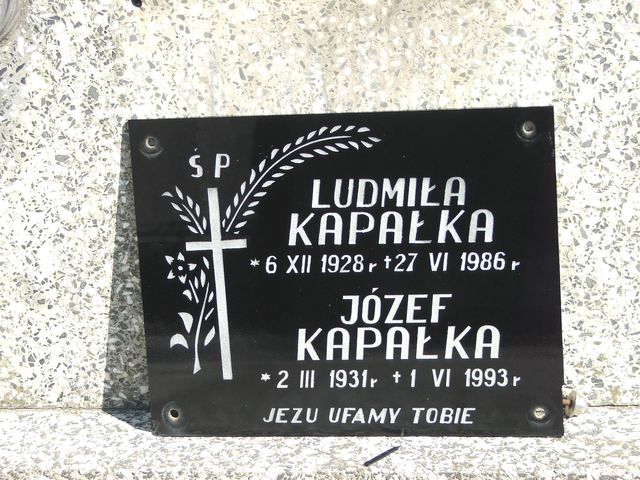 Ś P
LUDMIŁA
KAPAŁKA
* 6 XII 1928 r † 27 VI 1986 r
JÓZEF
KAPAŁKA
* 2 III 1931 r † 1 VI 1993 r
JEZU UFAMY TOBIE